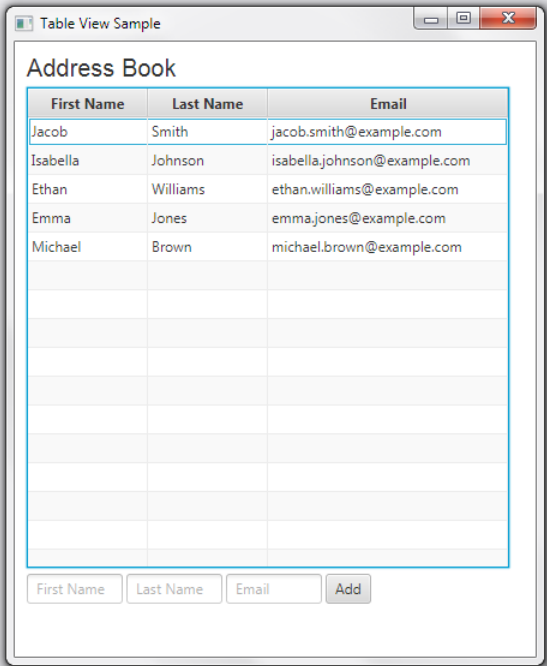 Table View Sample
Address Book
First Name Last Name Email
Jacob Smith jacob.smith@example.com
Isabella Johnson isabella.johnson@example.com
Ethan Williams ethan.williams@example.com
Emma Jones emma.jones@example.com
Michael Brown michael.brown@example.com
First Name Last Name Email Add